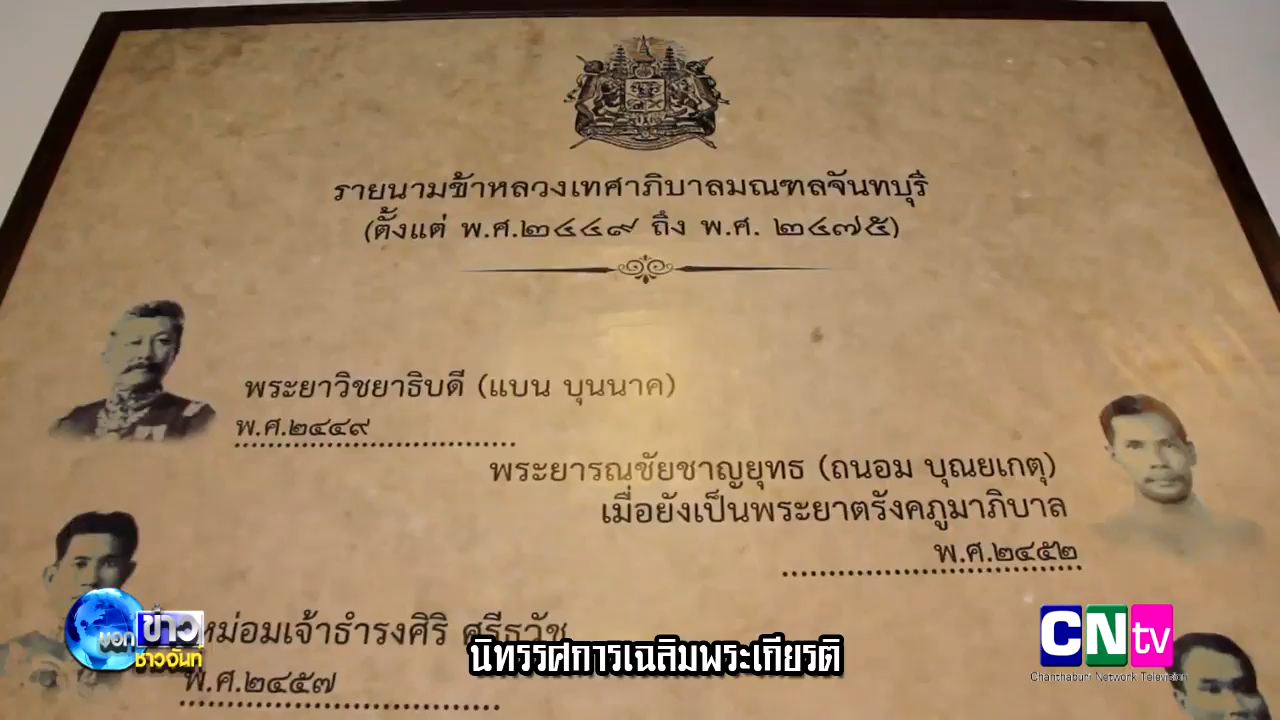 รายนามข้าหลวงเทศาภิบาลมณฑลจันทบุรี
(ตั้งแต่ พ.ศ.๒๔๔๙ ถึง พ.ศ. ๒๔๗๕)
พระยาวิชยาธิบดี (แบน บุนนาค)
พ.ศ.๒๔๔๙
พระยารณชัยชาญยุทธ (ถนอม บุณยเกตุ)
เมื่อยังเป็นพระยาตรังคภูมาภิบาล
พ.ศ.๒๔๕๒
หม่อมเจ้าธำรงศิริ ศรีธวัช
พ.ศ.๒๔๕๗
บอกข่าว
ชาวจันท์
นิทรรศการเฉลิมพระเกียรติ
CNtv
Chanthaburi Network Television